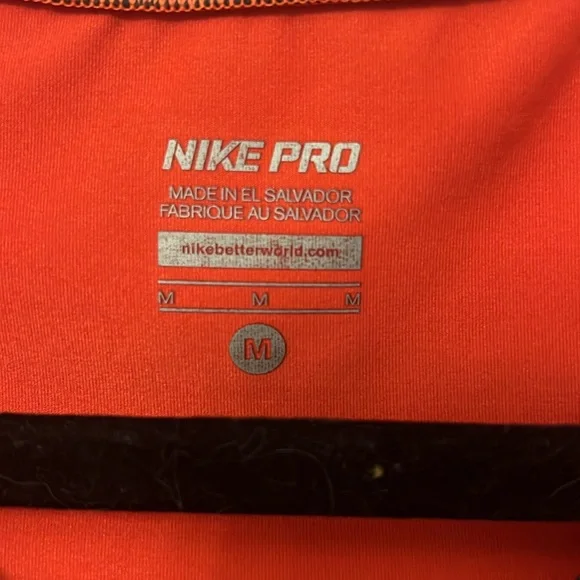 NIKE PRO
MADE IN EL SALVADOR
FABRIQUE AU SALVADOR
nikebetterworld.com
M M M
M